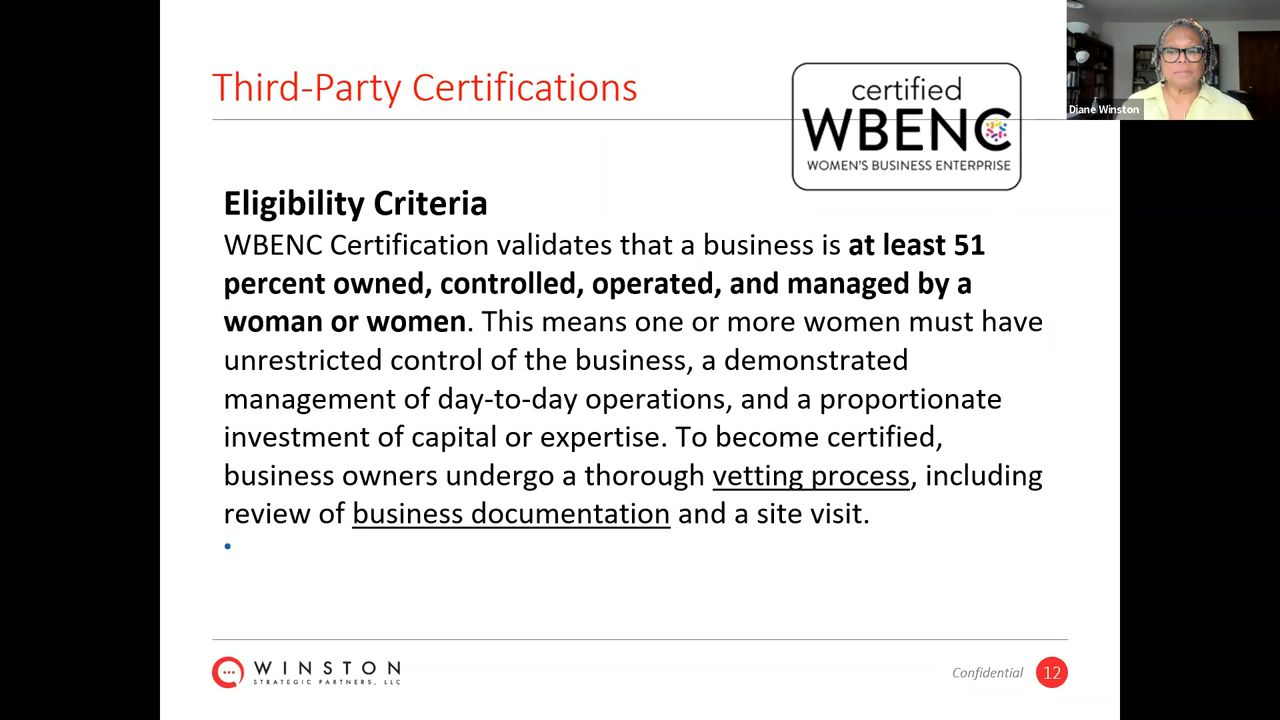 Third-Party Certifications
certified
WBENC
WOMEN'S BUSINESS ENTERPRISE
Diane Winston
Eligibility Criteria
WBENC Certification validates that a business is at least 51
percent owned, controlled, operated, and managed by a
woman or women. This means one or more women must have
unrestricted control of the business, a demonstrated
management of day-to-day operations, and a proportionate
investment of capital or expertise. To become certified,
business owners undergo a thorough vetting process, including
review of business documentation and a site visit.
WINSTON
STRATEGIC PARTNERS, LLC
Confidential
12